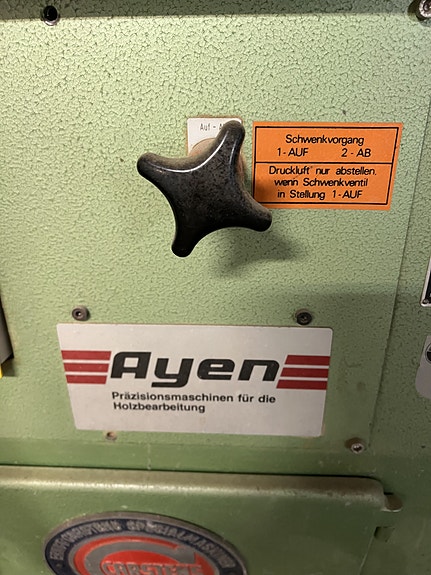 Auf - A
Schwenkvorgang
1-AUF 2-AB
Druckluft nur abstellen,
wenn Schwenkventil
in Stellung 1-AUF
Ayen
Präzisionsmaschinen für die
Holzbearbeitung